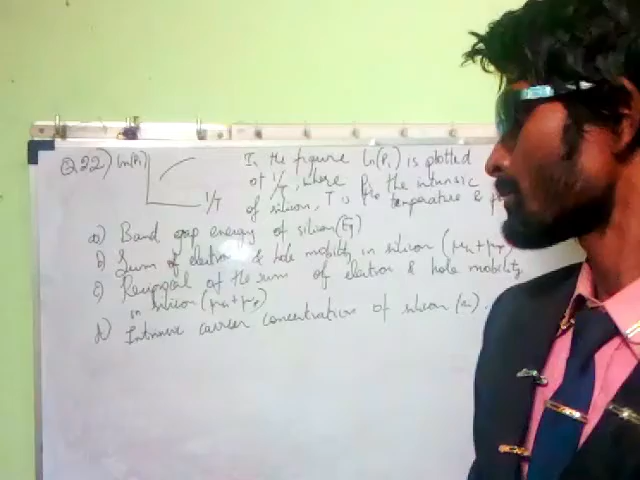 Q22) ln(ρi)
1/T
In the figure ln(ρi) is plotted
1/T, where ρi is the intrinsic
of silicon, T is the temperature &
a) Band gap energy of silicon (Eg)
b) Sum of electron & hole mobility in silicon (μn + μp
c) Reciprocal of the sum of electron & hole mobility
in silicon (μn + μp)
d) Intrinsic carrier concentration of silicon